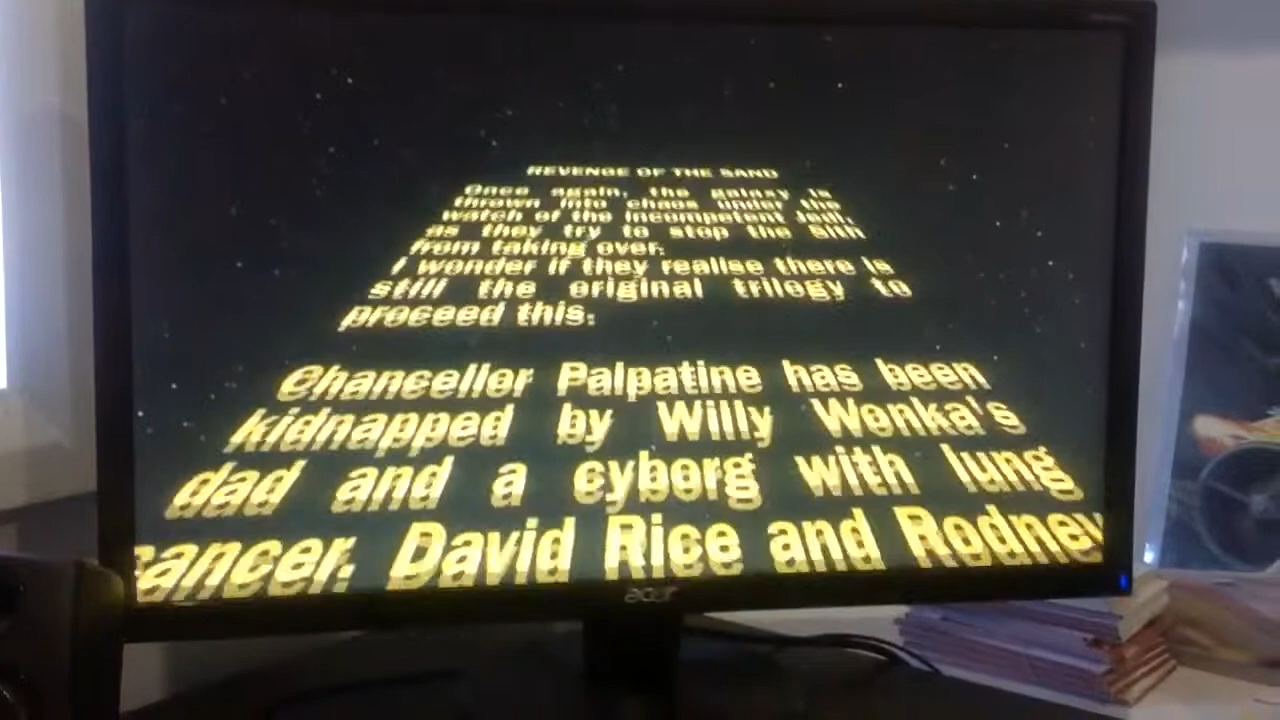 REVENGE OF THE SAND
Once again, the galaxy is
thrown into chaos under the
watch of the incompetent Jedi,
as they try to stop the Sith
from taking over.
I wonder if they realise there is
still the original trilogy to
proceed this.
Chancellor Palpatine has been
kidnapped by Willy Wonka's
dad and a cyborg with lung
cancer. David Rice and Rodney
acer